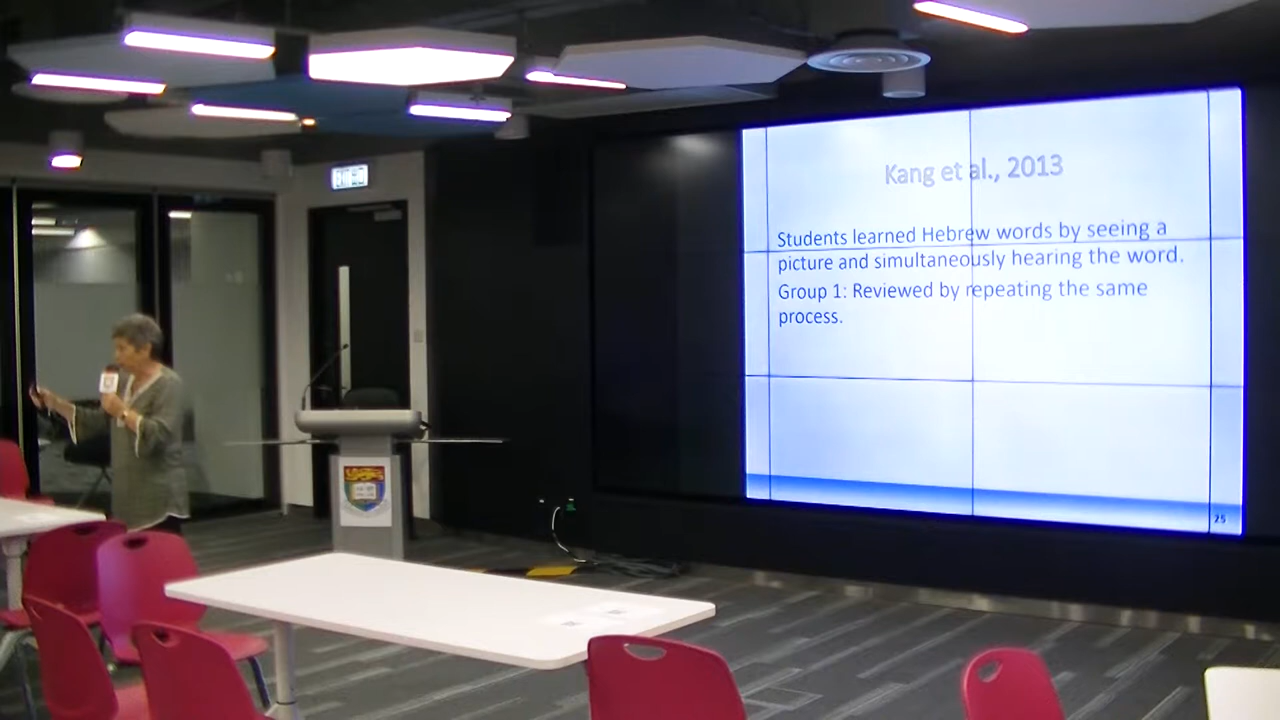 Kang et al., 2013
Students learned Hebrew words by seeing a
picture and simultaneously hearing the word.
Group 1: Reviewed by repeating the same
process.
25